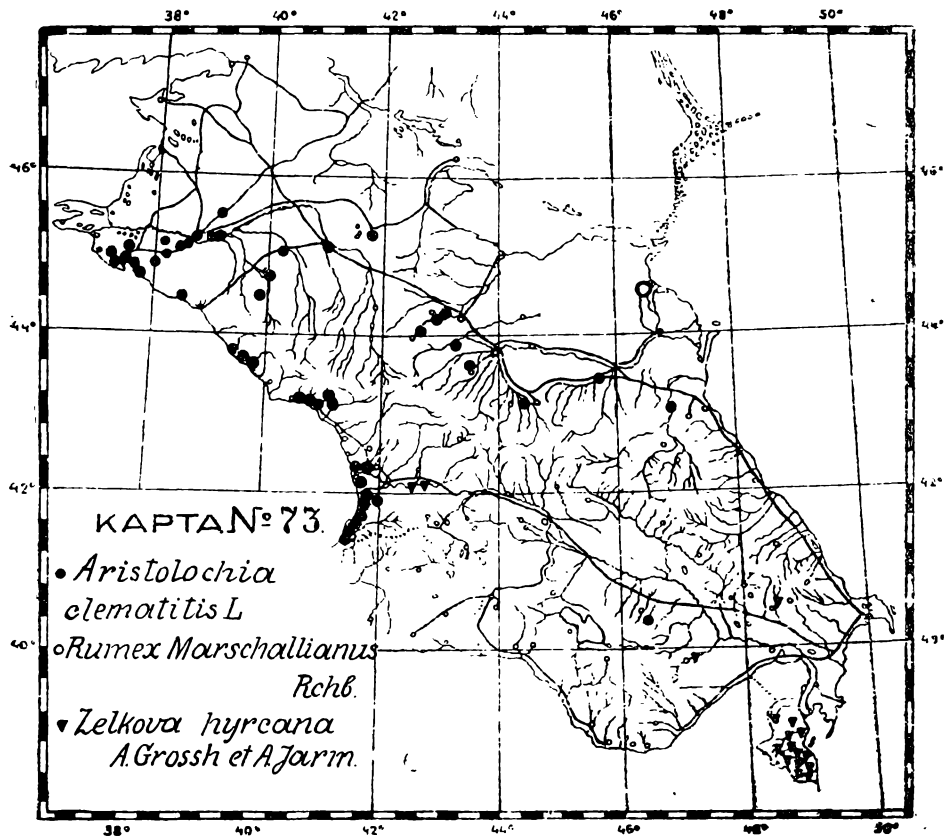 38° 40° 42° 44° 46° 48° 50°
46° 46°
44° 44°
42° 42°
КАРТА № 73.
Aristolochia
clematitis L
40° 40°
Rumex Marschallianus
Rchb.
Zelkova hyrcana
A. Grossh et A. Jarm.
38° 40° 42° 44° 46° 48° 50°